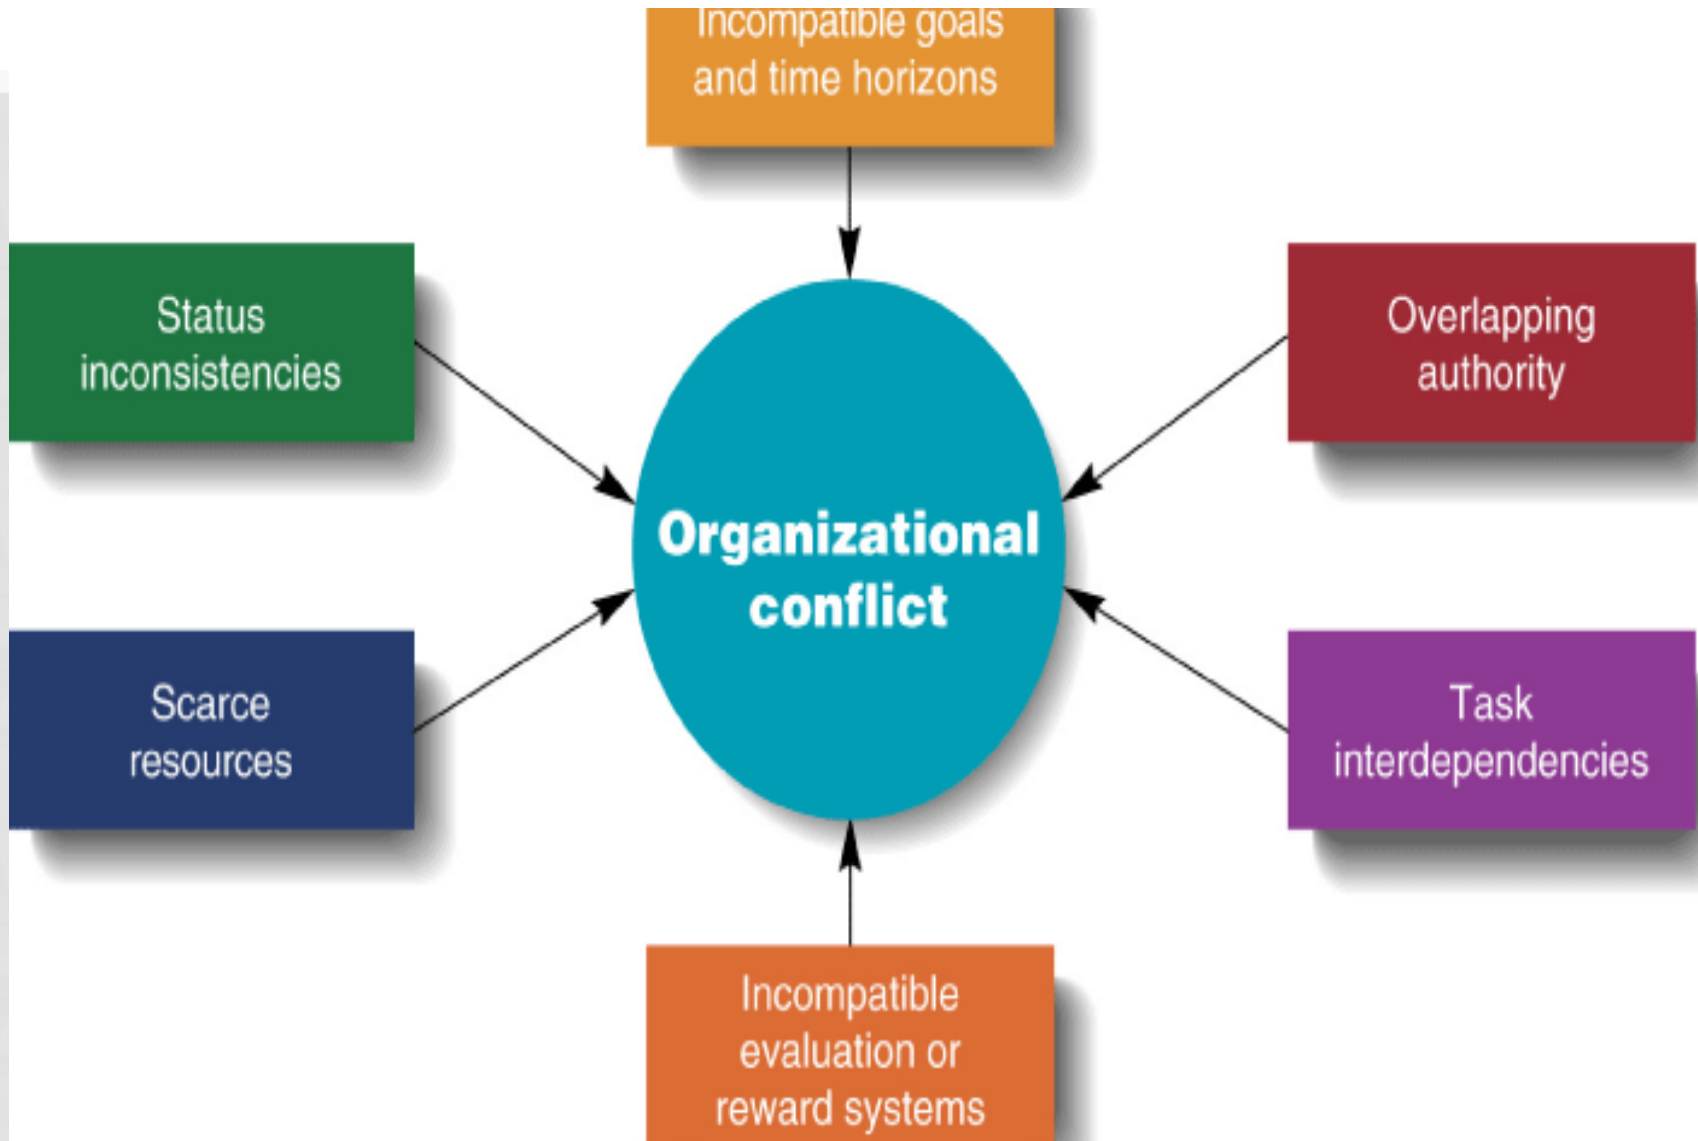 Incompatible goals
and time horizons
Status
inconsistencies
Overlapping
authority
Organizational
conflict
Scarce
resources
Task
interdependencies
Incompatible
evaluation or
reward systems